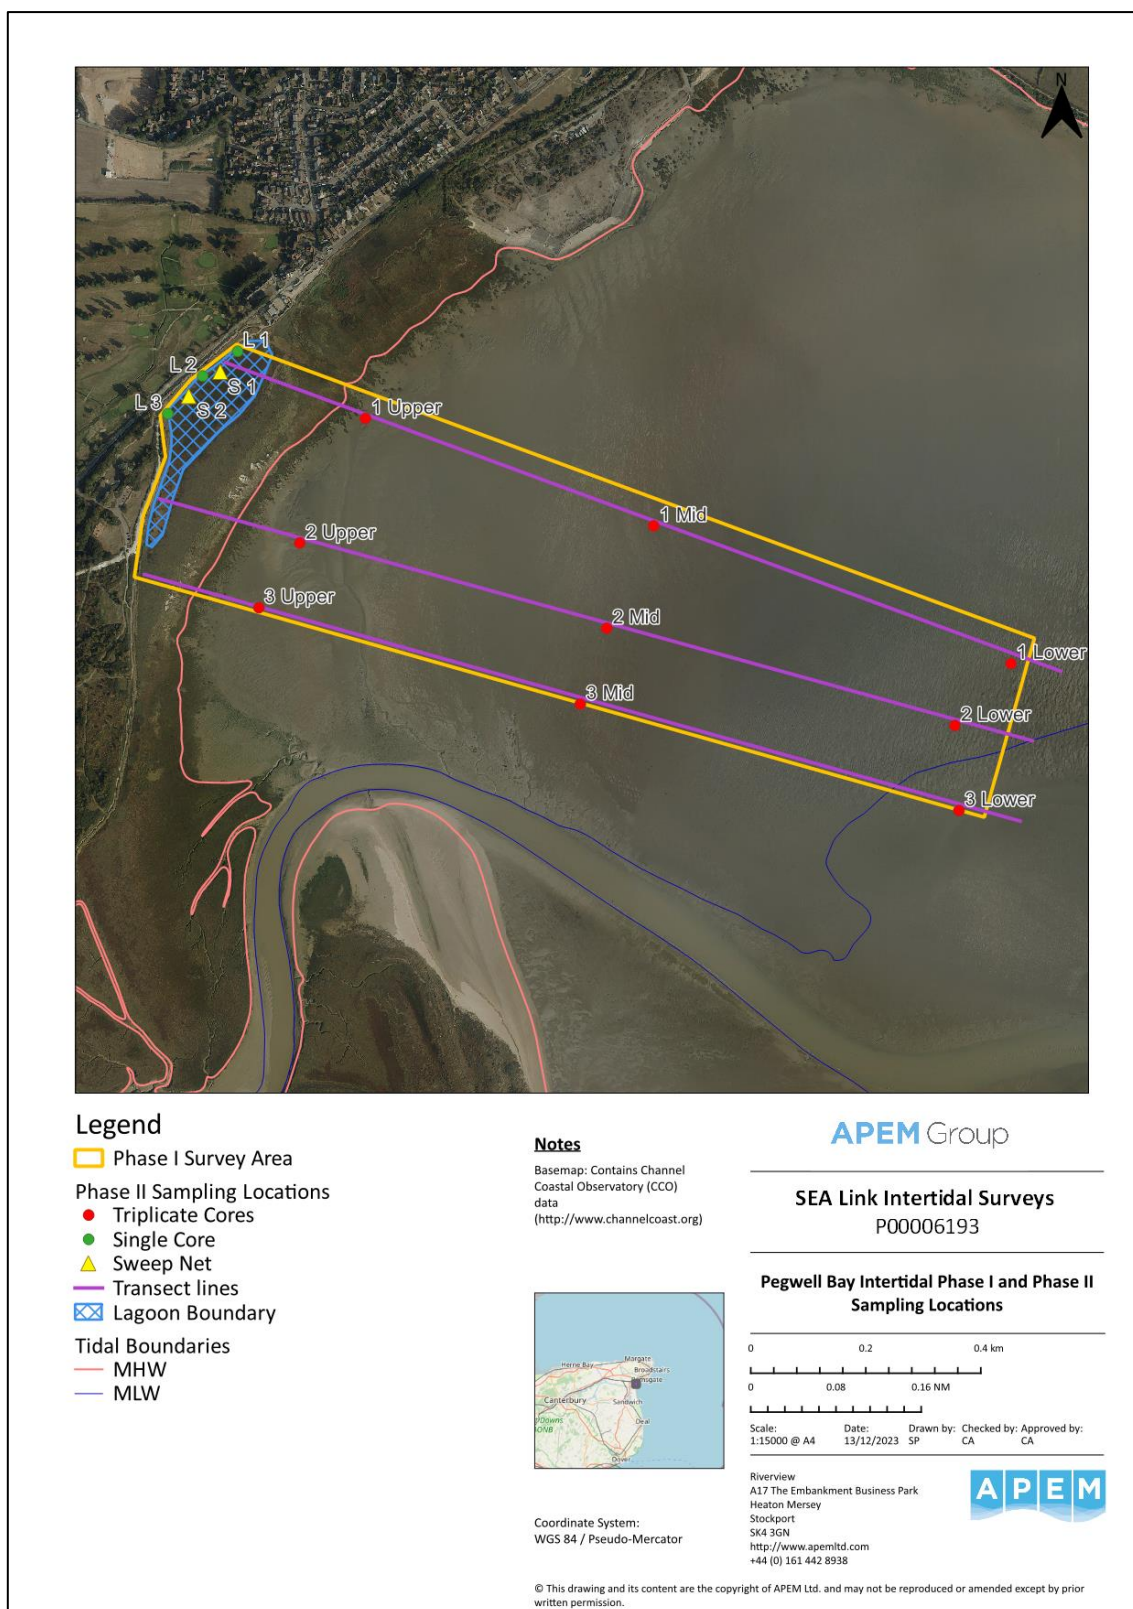 N
L 1
L 2
S 1
L 3
S 2
1 Upper
1 Mid
2 Upper
3 Upper
2 Mid
1 Lower
3 Mid
2 Lower
3 Lower
Legend
Phase I Survey Area
Phase II Sampling Locations
Triplicate Cores
Single Core
Sweep Net
Transect lines
Lagoon Boundary
Tidal Boundaries
MHW
MLW
Notes
Basemap: Contains Channel
Coastal Observatory (CCO)
data
(http://www.channelcoast.org)
Herne Bay
Margate
Broadstairs
Ramsgate
Canterbury
Sandwich
Deal
Downs
Dover
Coordinate System:
WGS 84 / Pseudo-Mercator
APEM Group
SEA Link Intertidal Surveys
P00006193
Pegwell Bay Intertidal Phase I and Phase II
Sampling Locations
0 0.2 0.4 km
0 0.08 0.16 NM
Scale: Date: Drawn by: Checked by: Approved by:
1:15000 @ A4 13/12/2023 SP CA CA
Riverview
A17 The Embankment Business Park
Heaton Mersey
Stockport
SK4 3GN
http://www.apemltd.com
+44 (0) 161 442 8938
APEM
© This drawing and its content are the copyright of APEM Ltd. and may not be reproduced or amended except by prior
written permission.